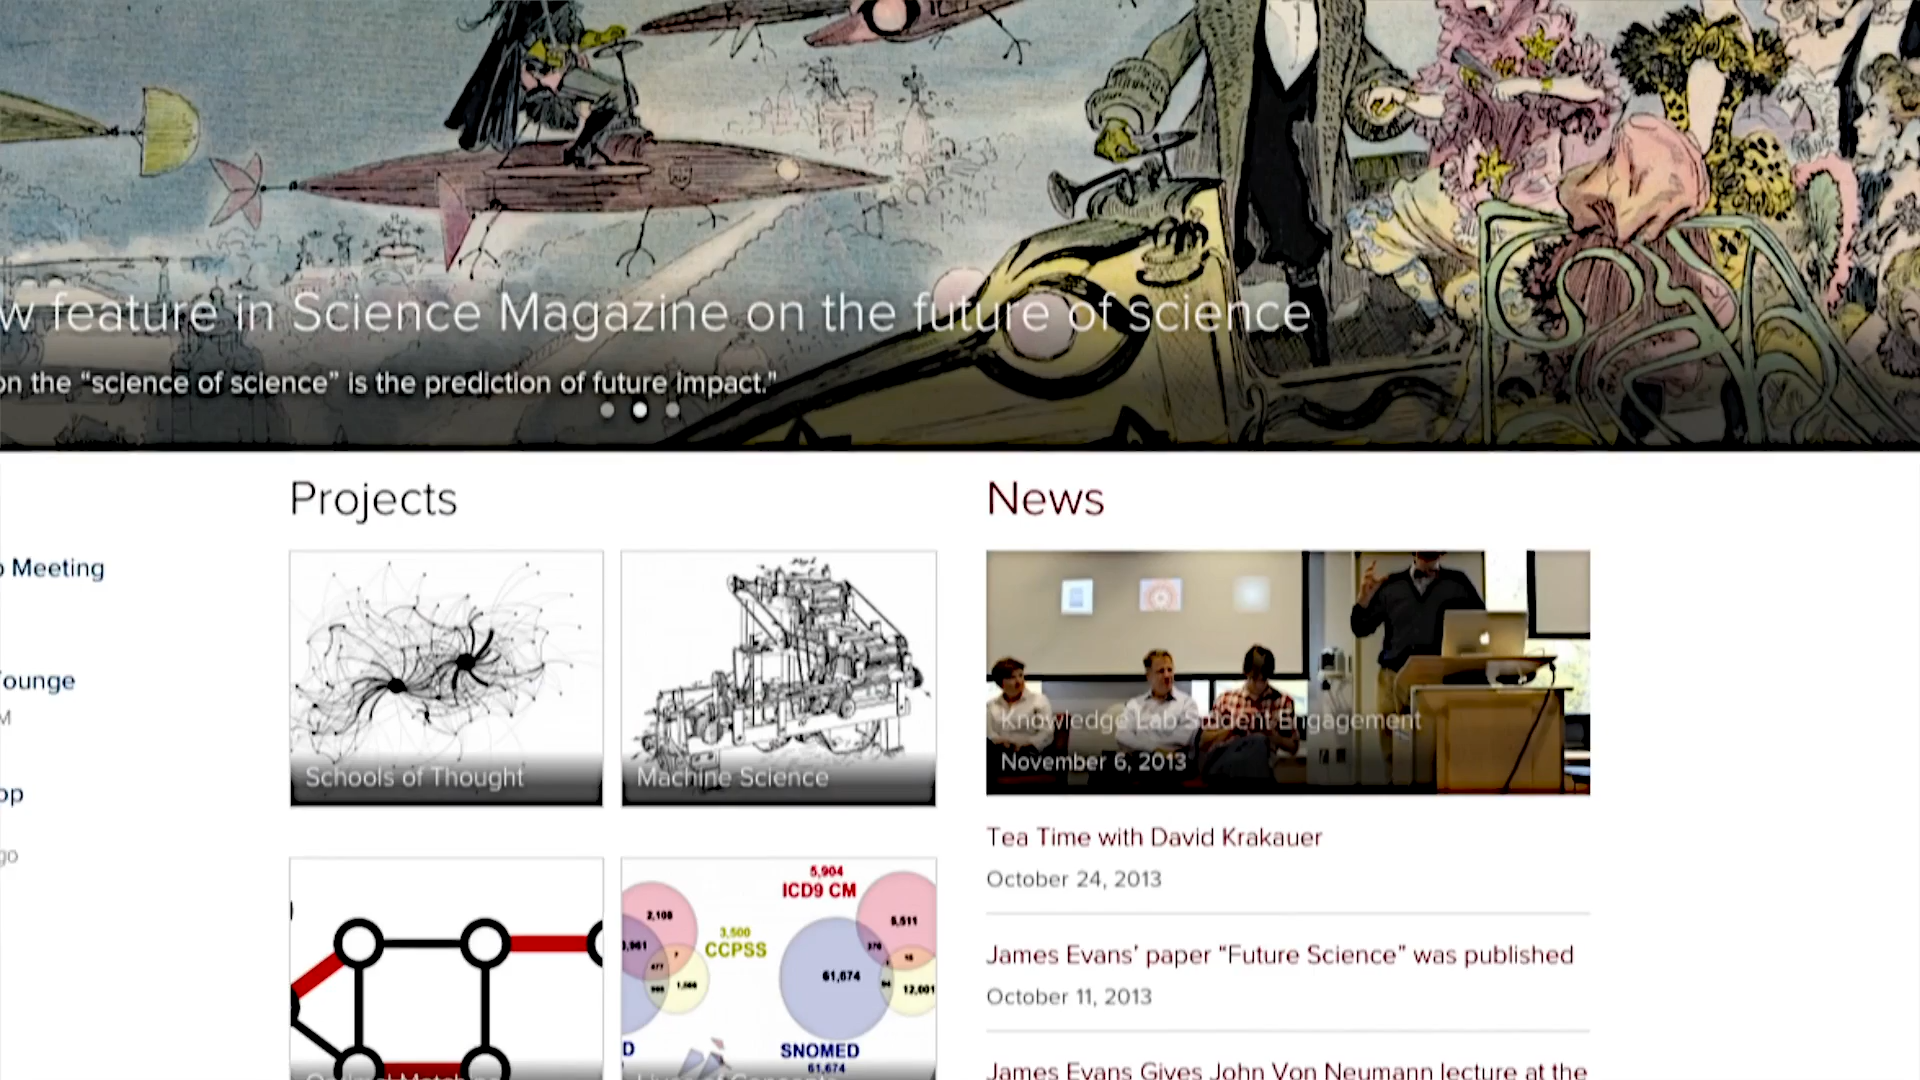 w feature in Science Magazine on the future of science
on the “science of science” is the prediction of future impact."
Meeting
ounge
M
op
go
Projects
Schools of Thought
Machine Science
5,904
ICD9 CM
2,108
3,500
CCPSS
5,511
61,674
12,001
SNOMED
61,674
D
News
Knowledge Lab Student Engagement
November 6, 2013
Tea Time with David Krakauer
October 24, 2013
James Evans’ paper “Future Science” was published
October 11, 2013
James Evans Gives John Von Neumann lecture at the